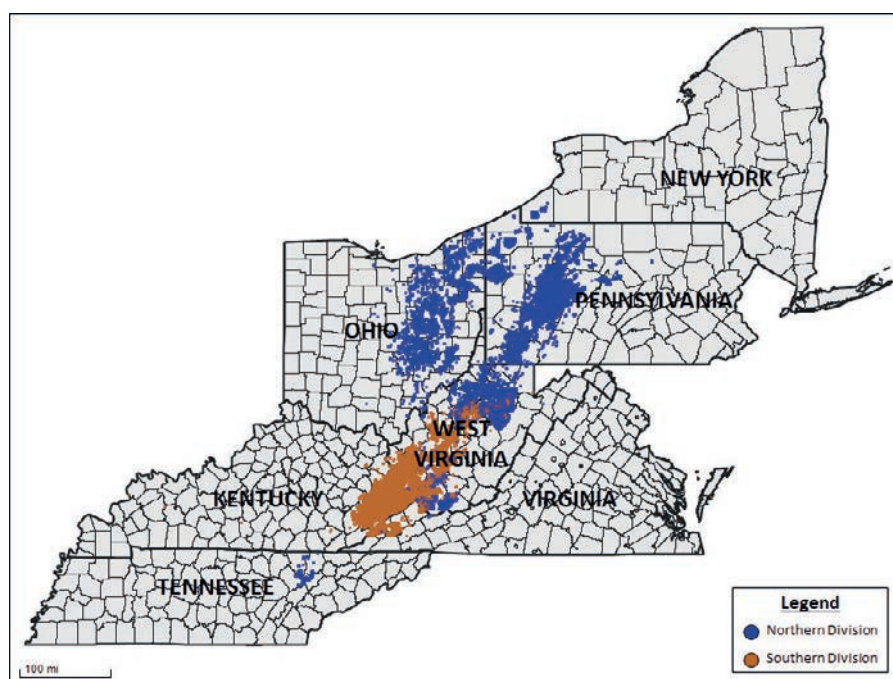 NEW YORK
PENNSYLVANIA
OHIO
WEST
VIRGINIA
KENTUCKY
VIRGINIA
TENNESSEE
Legend
Northern Division
Southern Division
100 mi